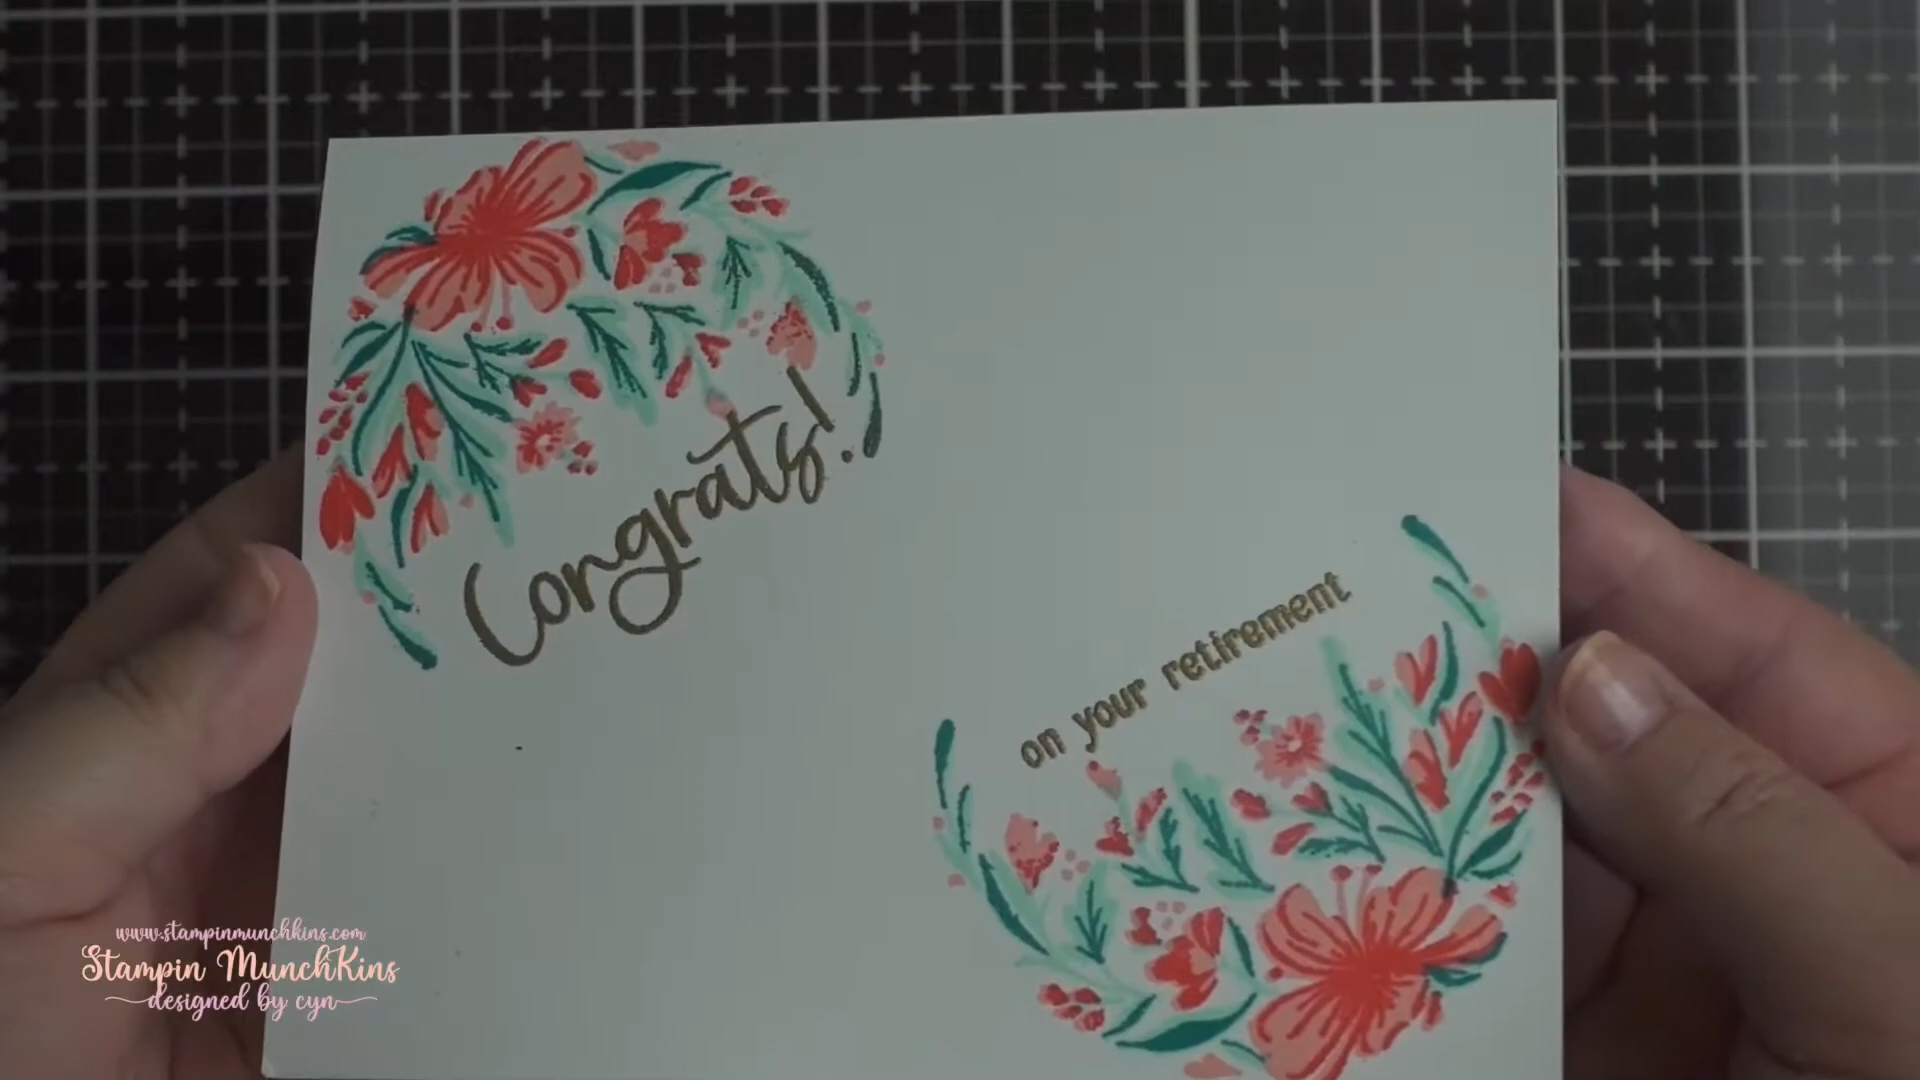 Congrats!
on your retirement
www.stampinmunchkins.com
Stampin MunchKins
designed by cyn